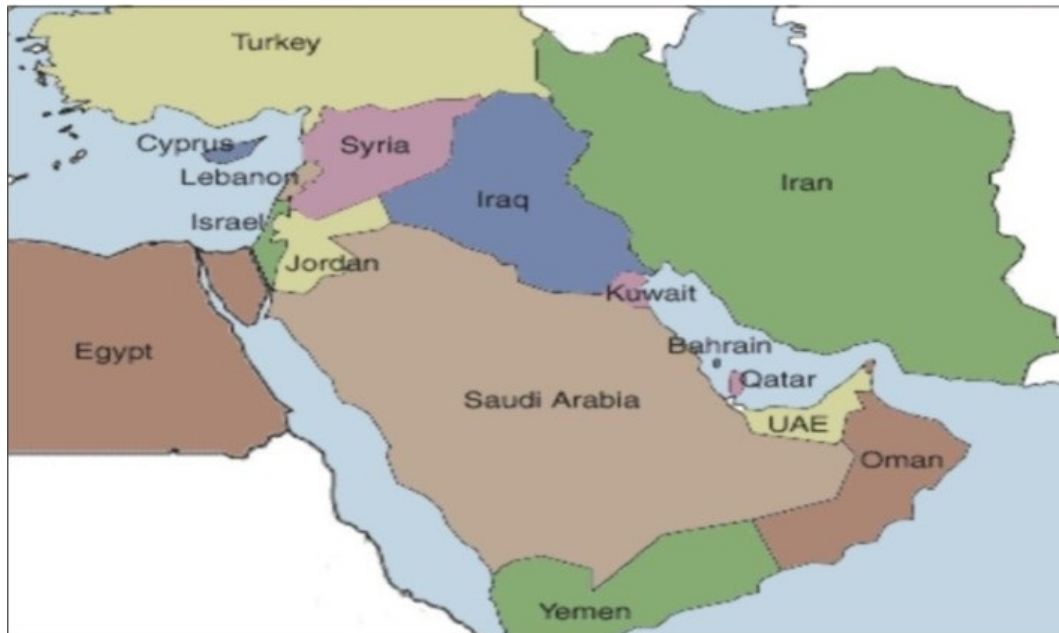 Turkey
Cyprus
Syria
Lebanon
Iraq
Iran
Israel
Jordan
Kuwait
Egypt
Bahrain
Qatar
Saudi Arabia
UAE
Oman
Yemen